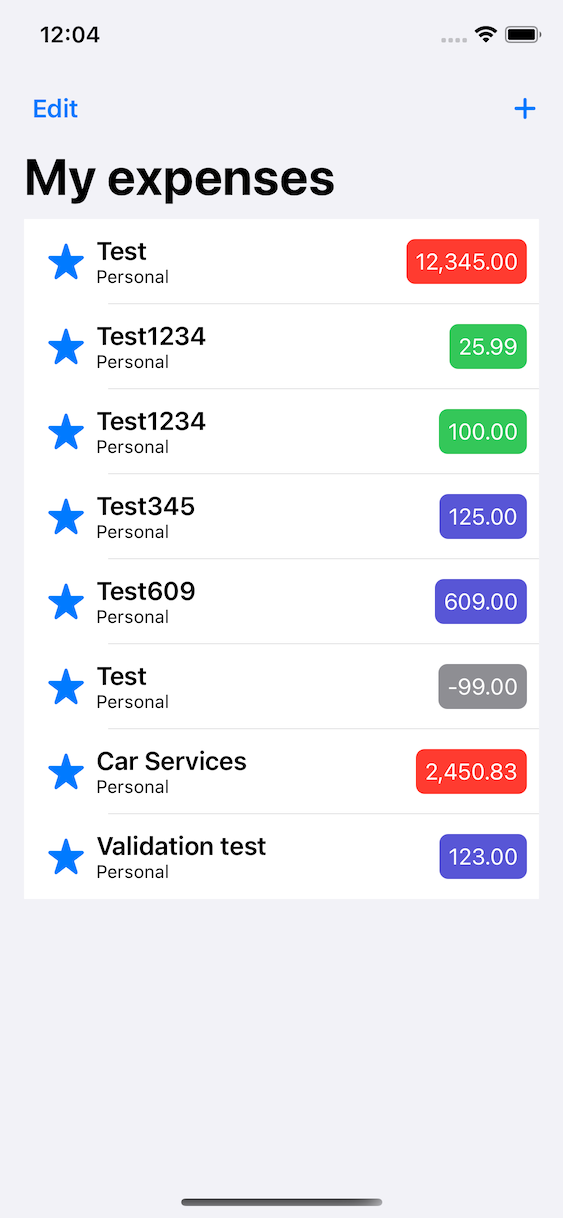 12:04
Edit +
My expenses
Test
Personal
12,345.00
Test1234
Personal
25.99
Test1234
Personal
100.00
Test345
Personal
125.00
Test609
Personal
609.00
Test
Personal
-99.00
Car Services
Personal
2,450.83
Validation test
Personal
123.00